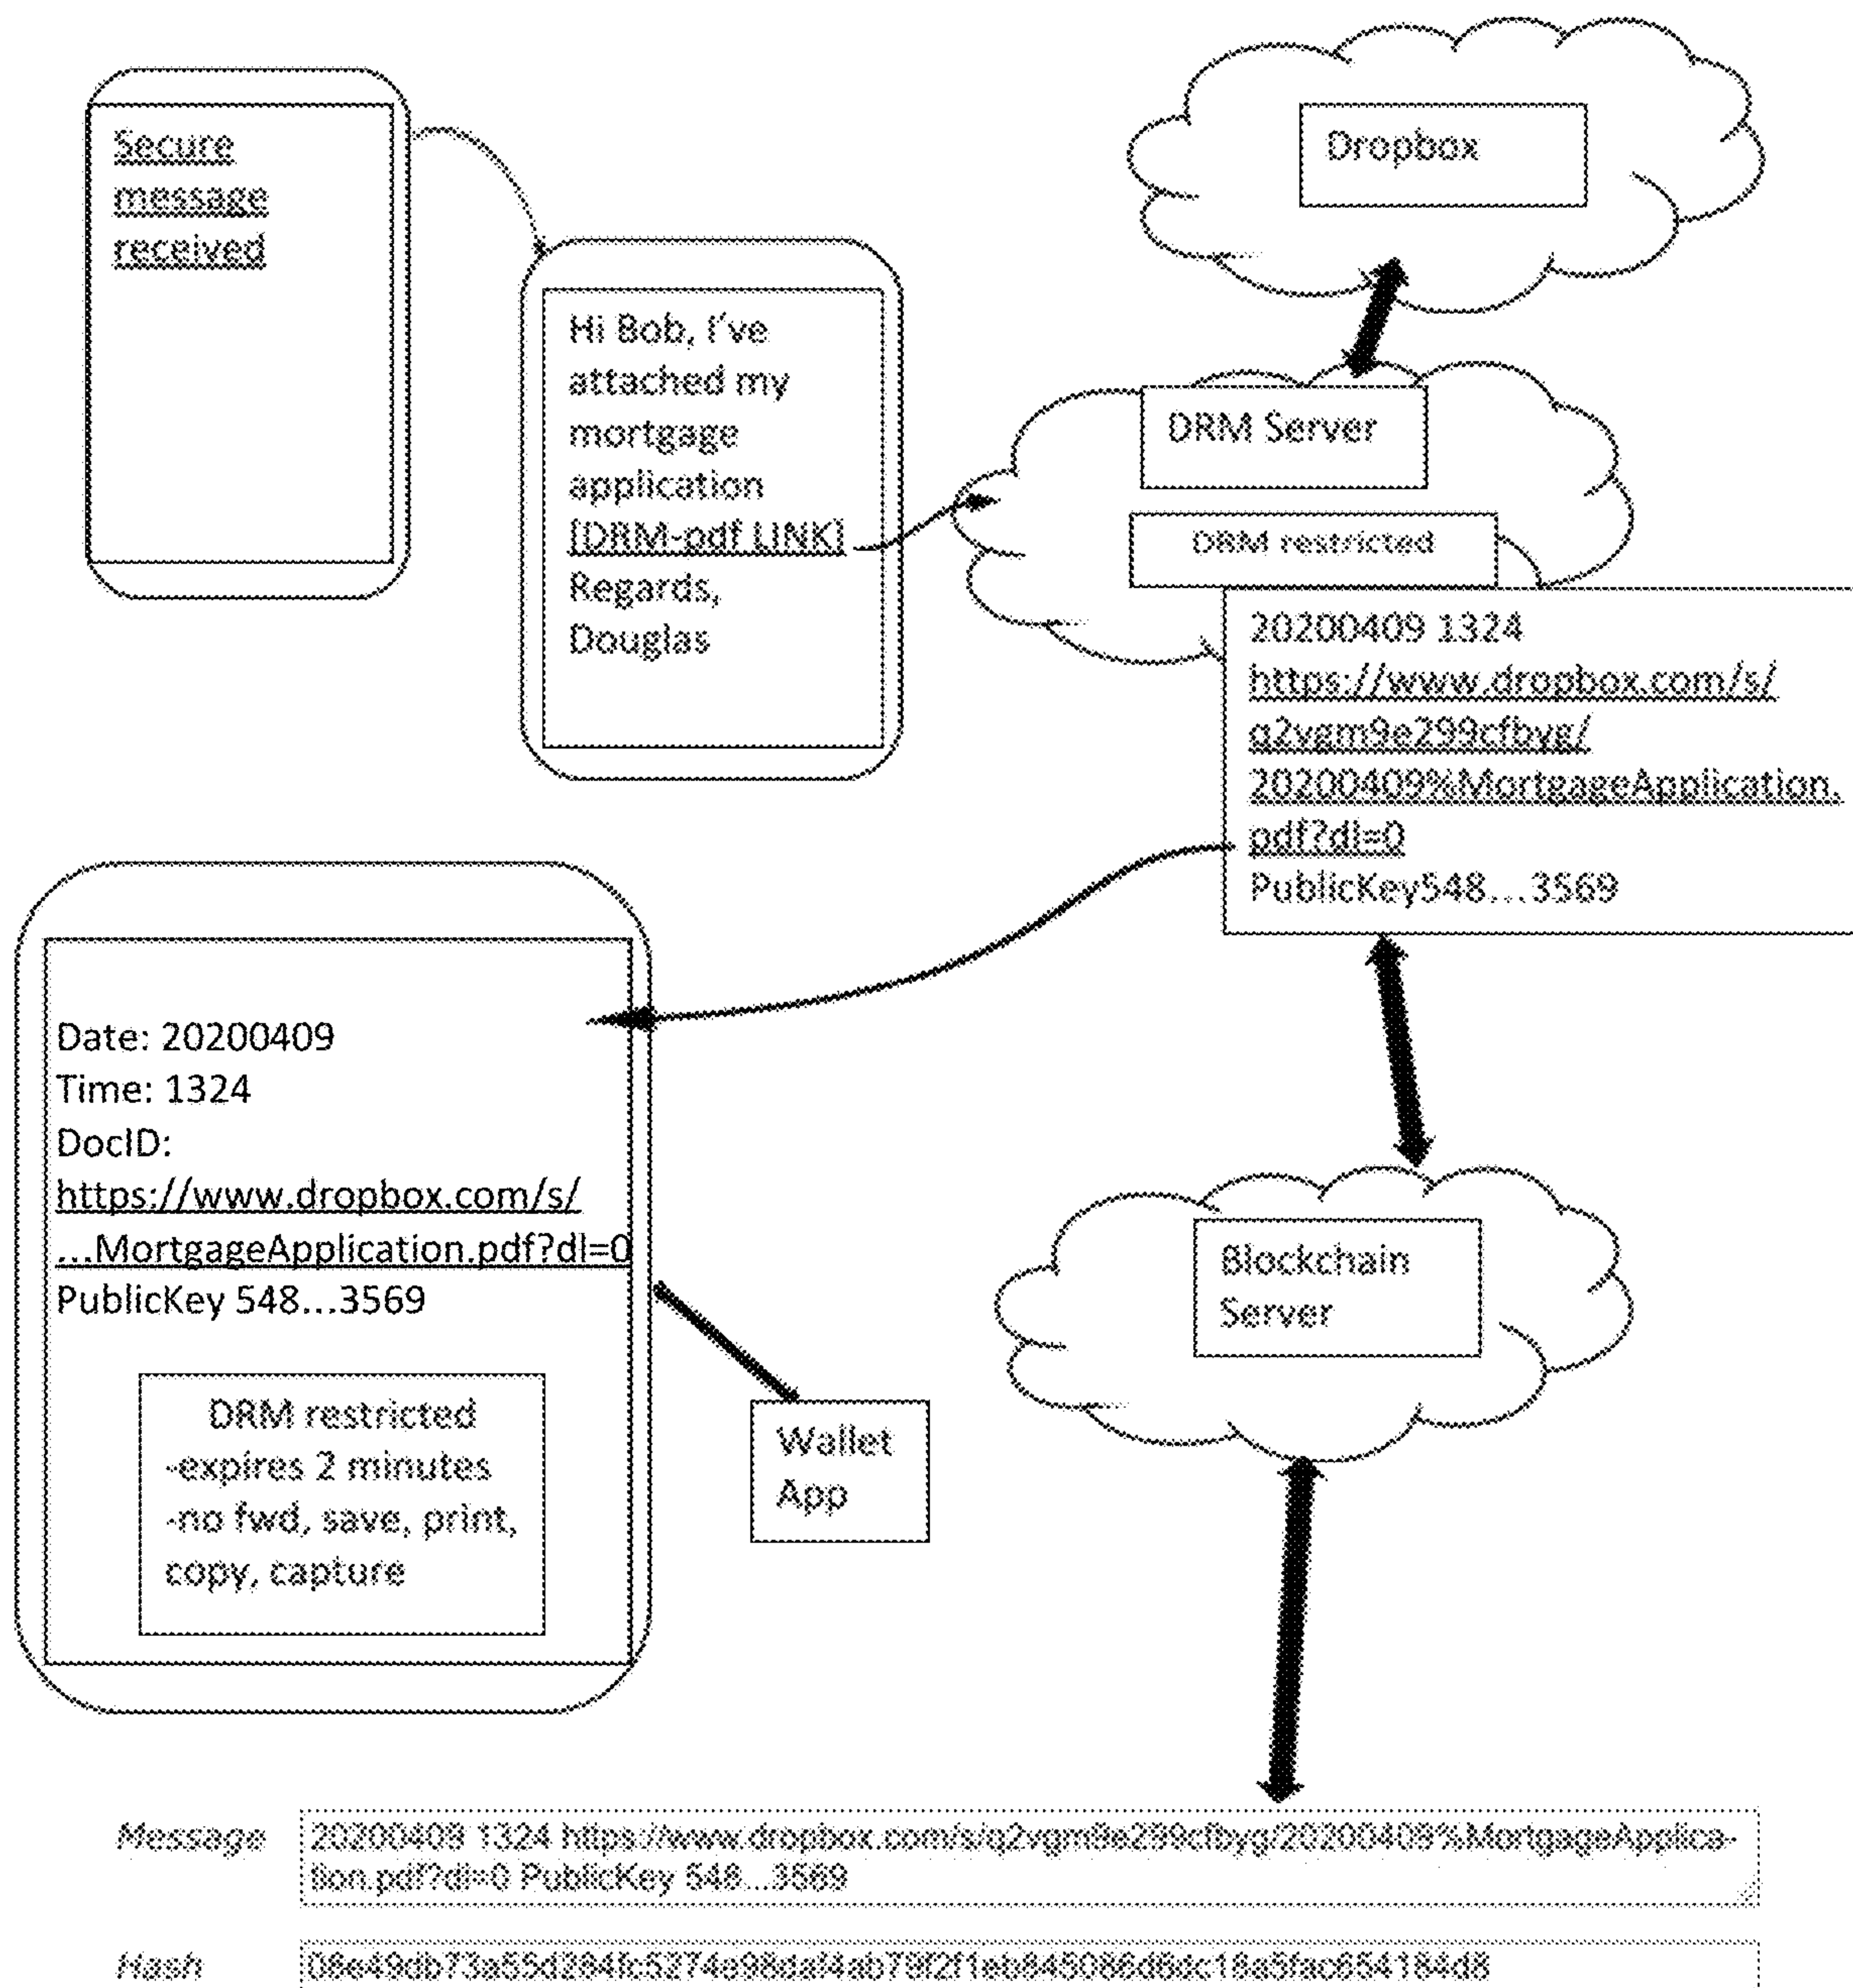 Secure
message
received
Hi Bob, I've
attached my
mortgage
application
[DRM-pdf LINK]
Regards,
Douglas
Dropbox
DRM Server
DRM restricted
20200409 1324
https://www.dropbox.com/s/
q2vgm9e299cfbyg/
20200409%MortgageApplication.
pdf?dl=0
PublicKey548...3569
Date: 20200409
Time: 1324
DocID:
https://www.dropbox.com/s/
...MortgageApplication.pdf?dl=0
PublicKey 548...3569
DRM restricted
-expires 2 minutes
-no fwd, save, print,
copy, capture
Wallet
App
Blockchain
Server
Message
20200409 1324 https://www.dropbox.com/s/q2vgm9e299cfbyg/20200409%MortgageApplica-
tion.pdf?dl=0 PublicKey 548...3569
Hash